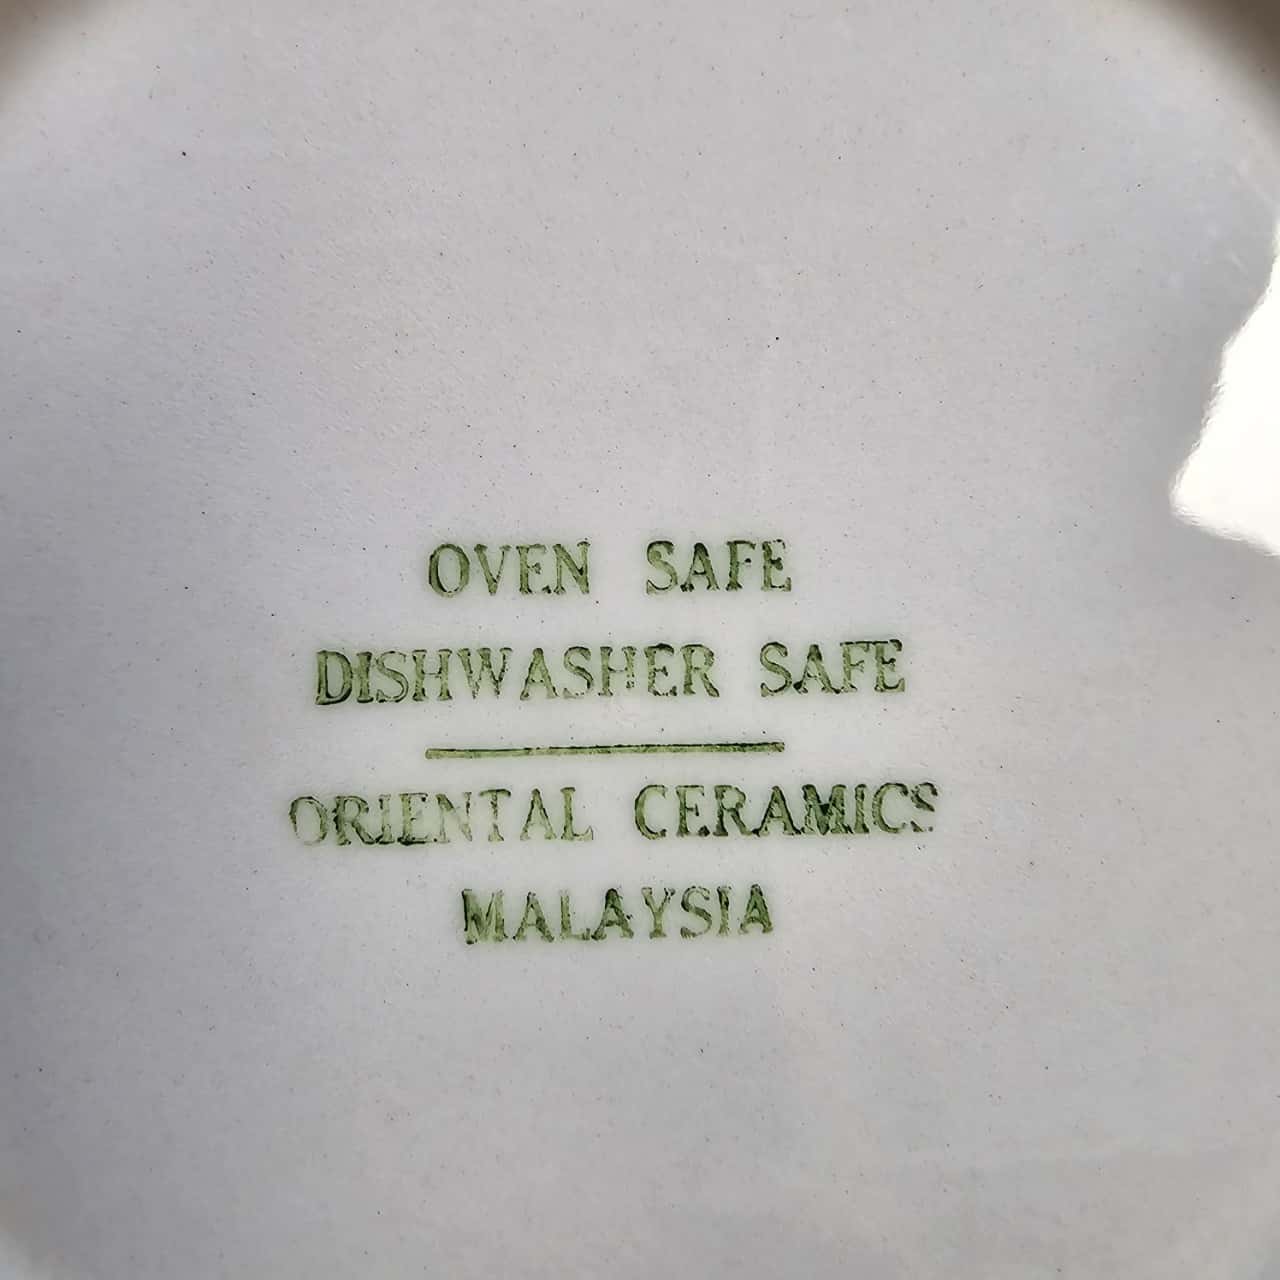 OVEN SAFE
DISHWASHER SAFE
ORIENTAL CERAMICS
MALAYSIA